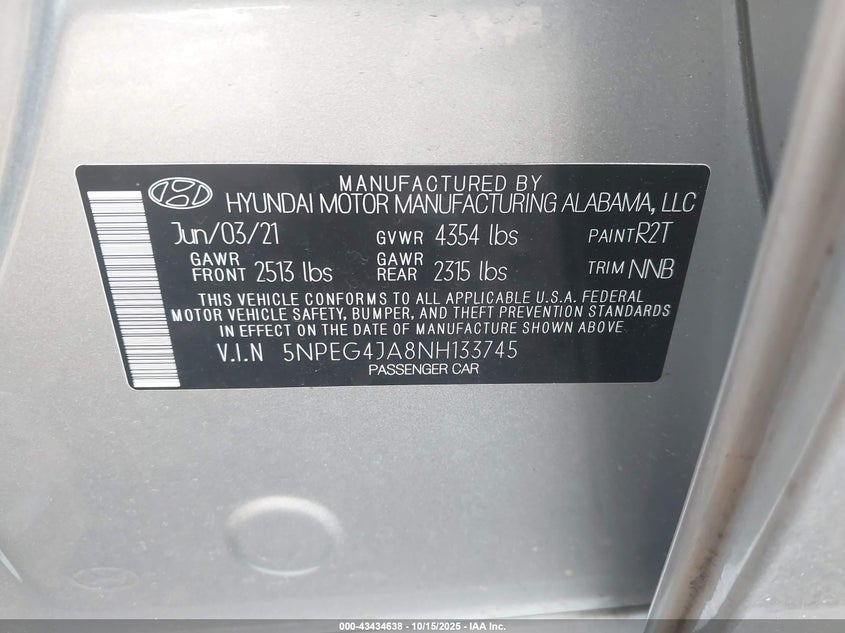 MANUFACTURED BY
HYUNDAI MOTOR MANUFACTURING ALABAMA, LLC
Jun/03/21 GVWR 4354 lbs PAINT R2T
GAWR FRONT 2513 lbs GAWR REAR 2315 lbs TRIM NNB
THIS VEHICLE CONFORMS TO ALL APPLICABLE U.S.A. FEDERAL
MOTOR VEHICLE SAFETY, BUMPER, AND THEFT PREVENTION STANDARDS
IN EFFECT ON THE DATE OF MANUFACTURE SHOWN ABOVE
V.I.N 5NPEG4JA8NH133745
PASSENGER CAR
000-43434638 - 10/15/2025 - IAA Inc.